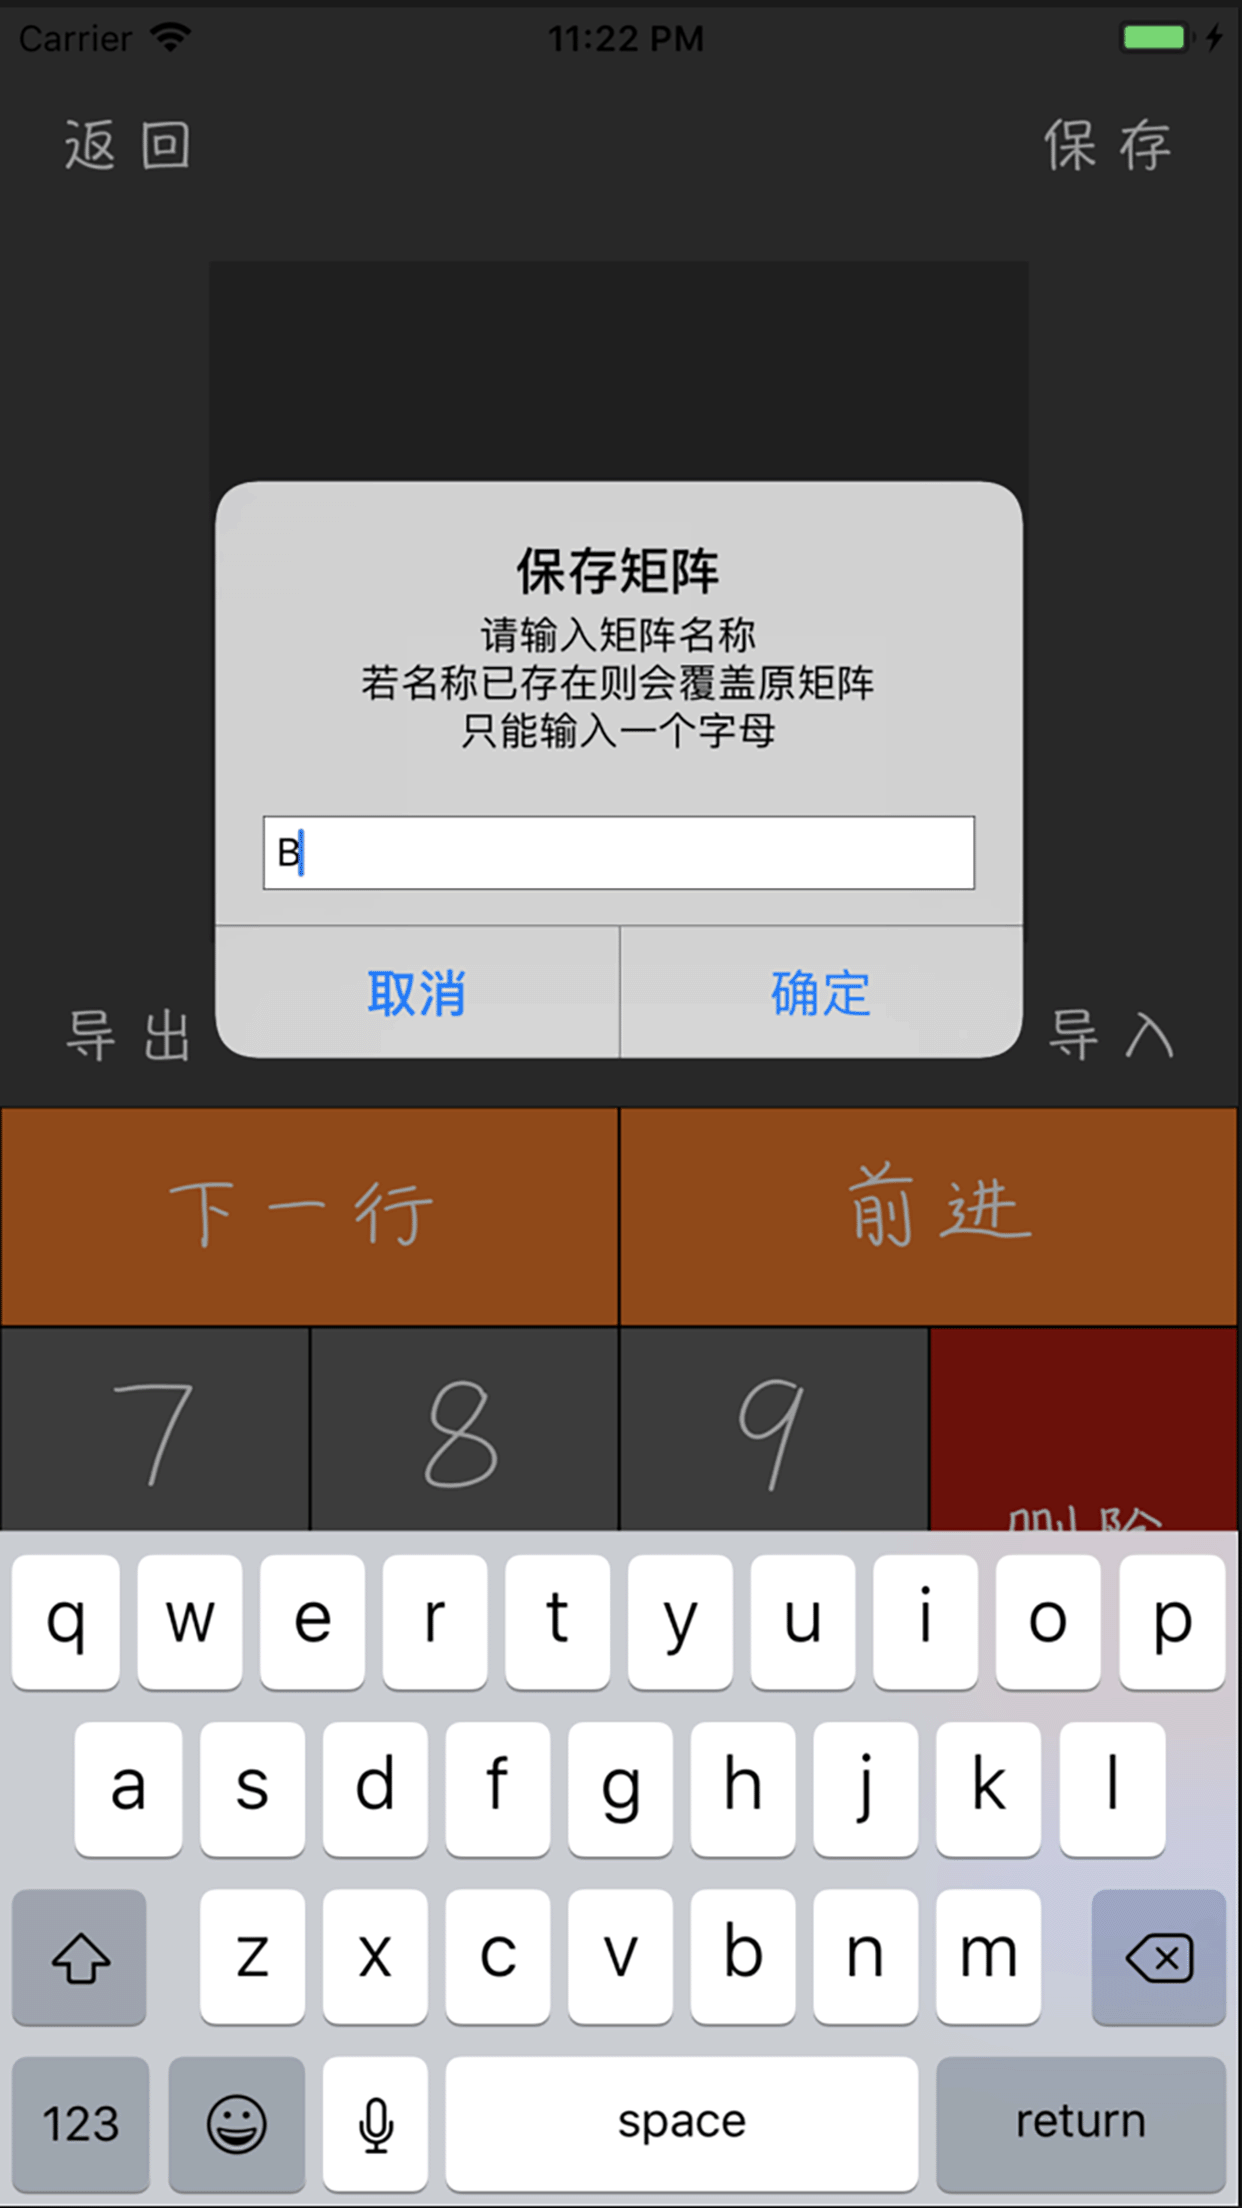 Carrier 11:22 PM
返回 保存
保存矩阵
请输入矩阵名称
若名称已存在则会覆盖原矩阵
只能输入一个字母
B
取消 确定
导出 导入
下一行 前进
7 8 9
删除
q w e r t y u i o p
a s d f g h j k l
z x c v b n m
123 space return